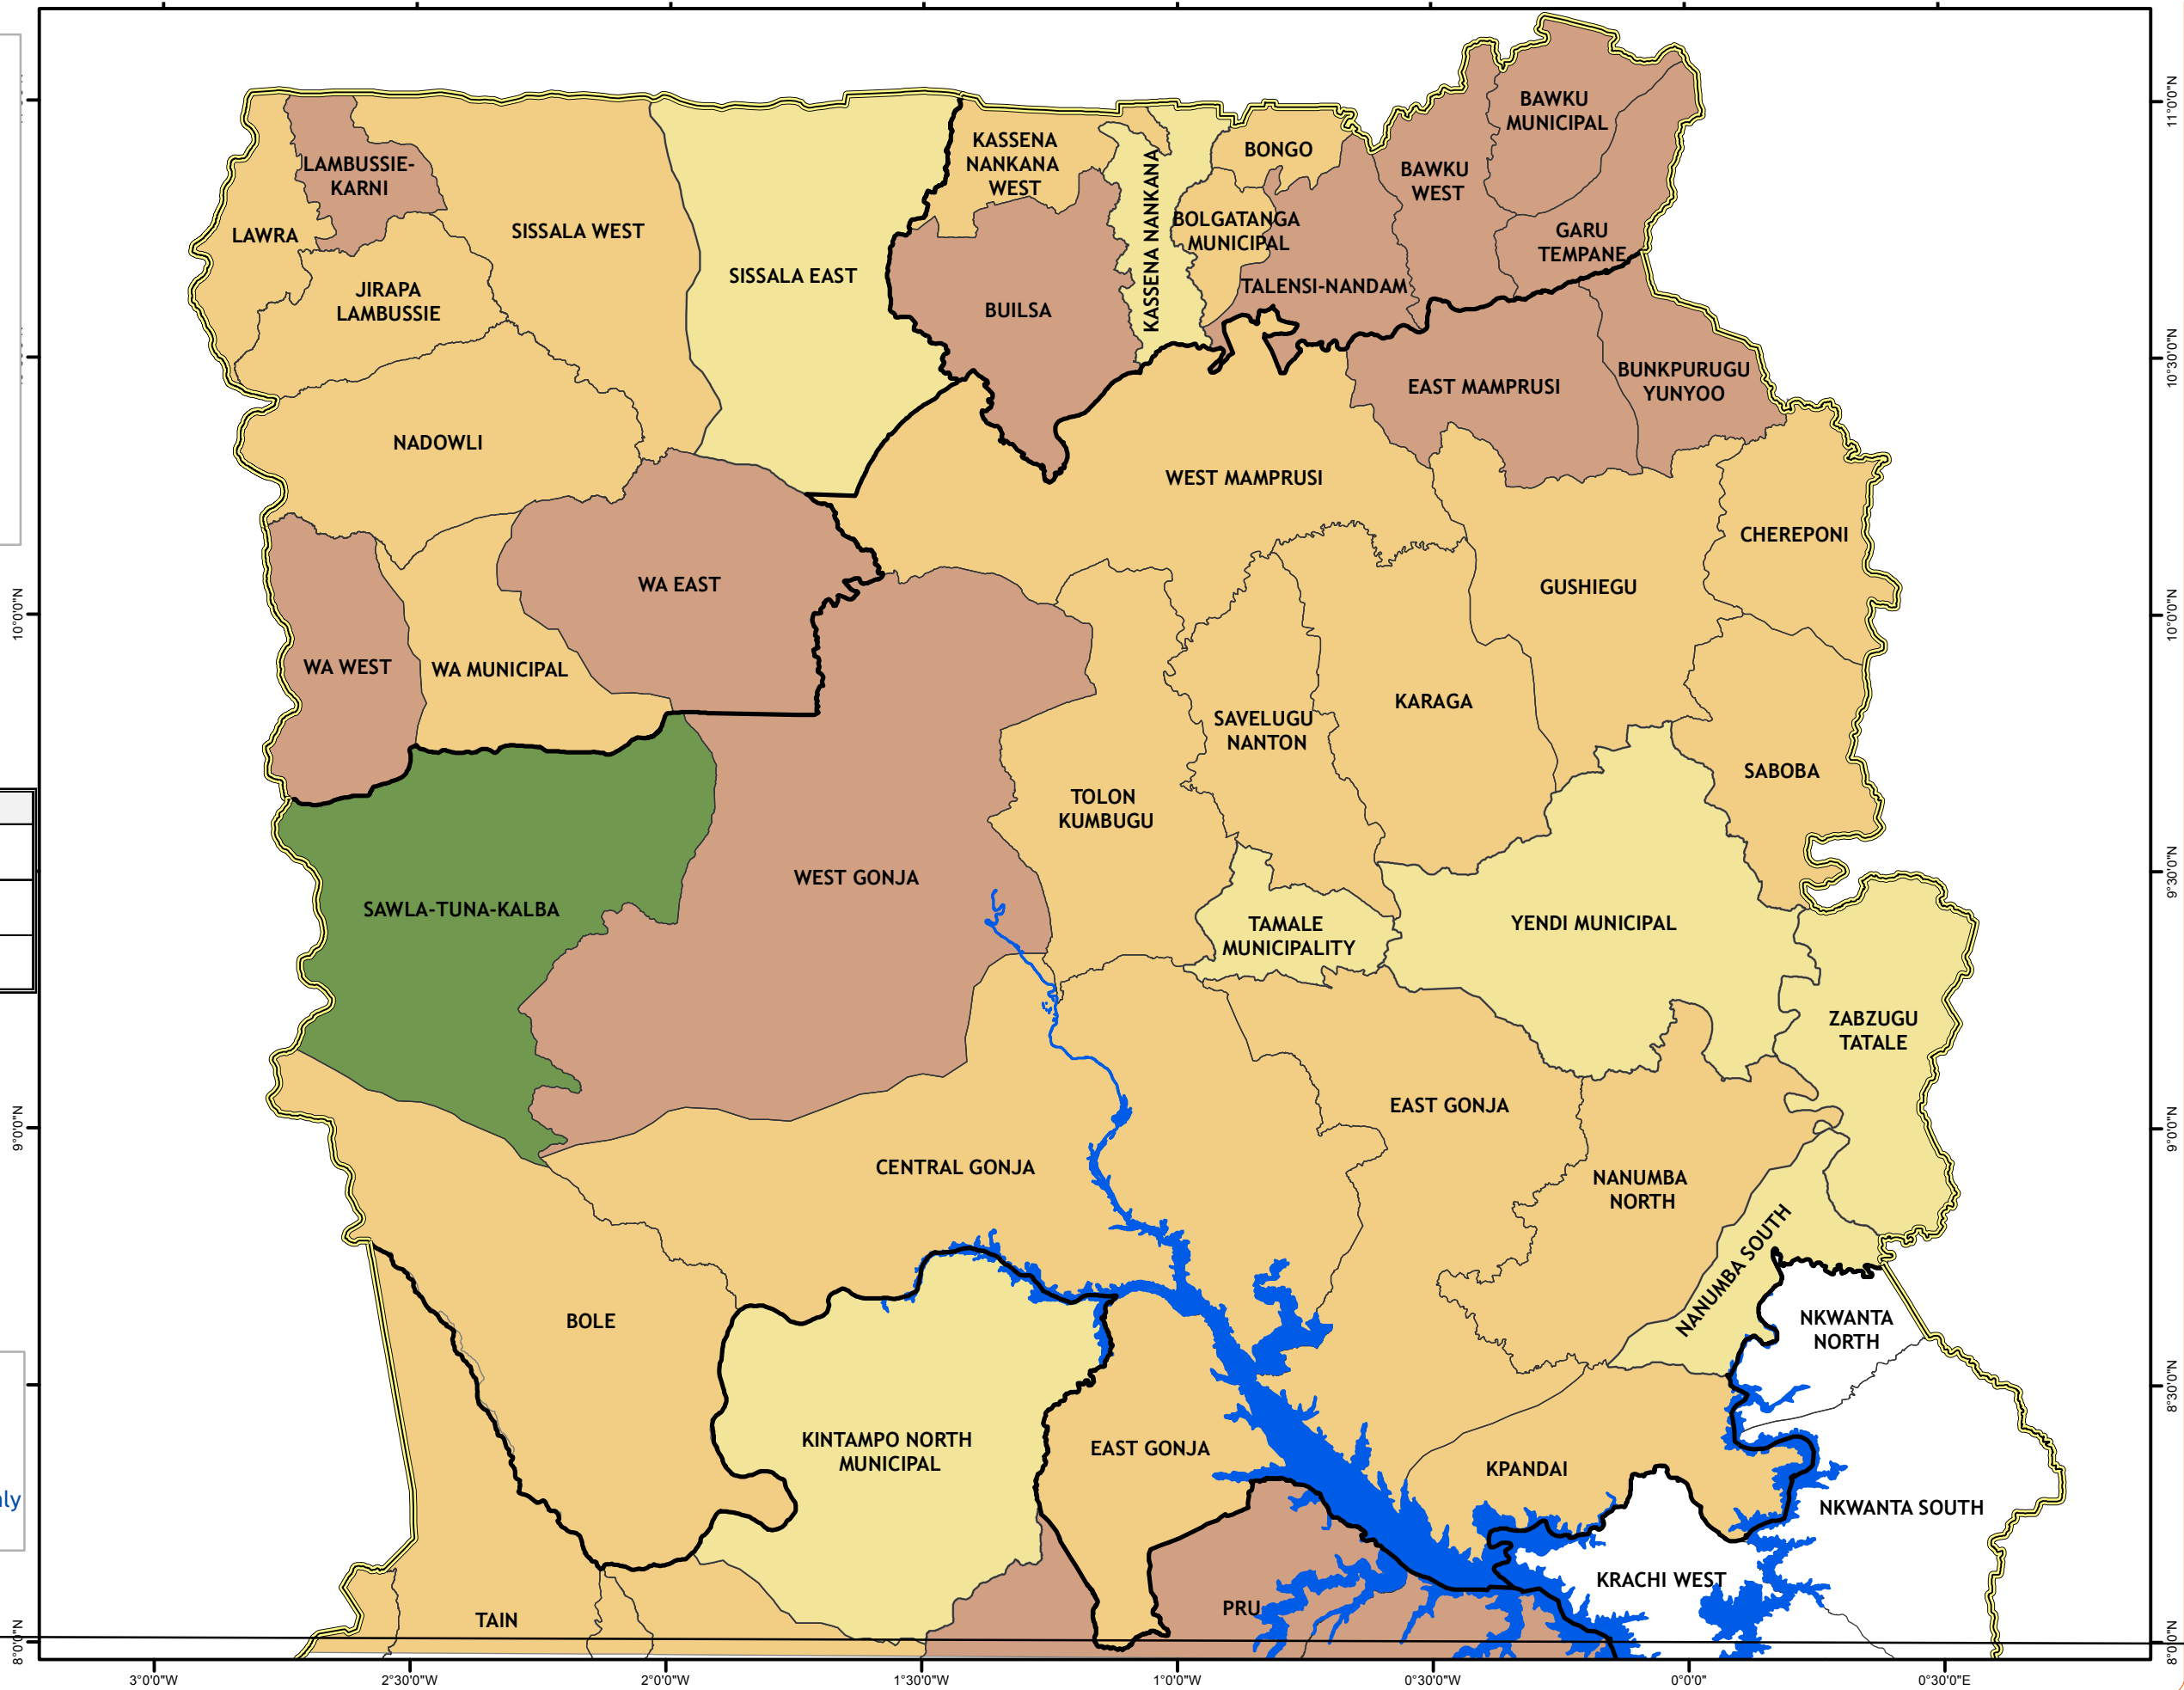 BAWKU
MUNICIPAL
KASSENA
NANKANA
WEST
BONGO
LAMBUSSIE-
KARNI
BAWKU
WEST
KASSENA NANKANA
LAWRA
SISSALA WEST
BOLGATANGA
MUNICIPAL
GARU
TEMPANE
SISSALA EAST
TALENSI-NANDAM
JIRAPA
LAMBUSSIE
BUILSA
EAST MAMPRUSI
BUNKPURUGU
YUNYOO
NADOWLI
WEST MAMPRUSI
CHEREPONI
WA EAST
GUSHIEGU
WA WEST
WA MUNICIPAL
KARAGA
SAVELUGU
NANTON
SABOBA
TOLON
KUMBUGU
WEST GONJA
SAWLA-TUNA-KALBA
TAMALE
MUNICIPALITY
YENDI MUNICIPAL
ZABZUGU
TATALE
EAST GONJA
CENTRAL GONJA
NANUMBA
NORTH
NANUMBA SOUTH
BOLE
NKWANTA
NORTH
KINTAMPO NORTH
MUNICIPAL
EAST GONJA
KPANDAI
NKWANTA SOUTH
KRACHI WEST
PRU
TAIN
ly
10°0'0"N
9°0'0"N
8°0'0"N
11°0'0"N
10°30'0"N
10°0'0"N
9°30'0"N
9°0'0"N
8°30'0"N
8°0'0"N
3°0'0"W
2°30'0"W
2°0'0"W
1°30'0"W
1°0'0"W
0°30'0"W
0°0'0"
0°30'0"E